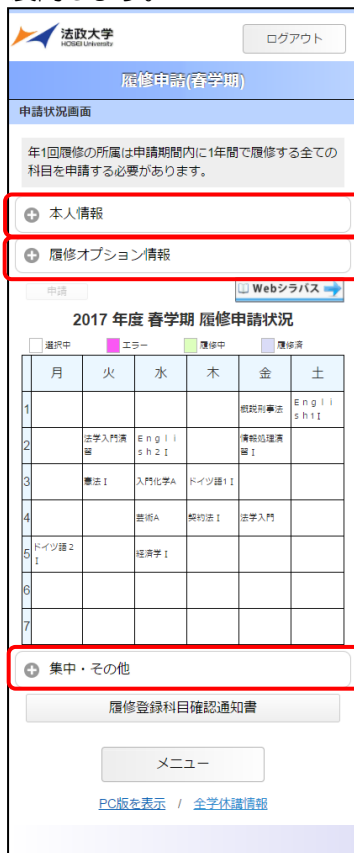 法政大学
HOSEI University
ログアウト
履修申請(春学期)
申請状況画面
年1回履修の所属は申請期間内に1年間で履修する全ての
科目を申請する必要があります。
本人情報
履修オプション情報
申請
Webシラバス
2017 年度 春学期 履修申請状況
選択中 エラー 履修中 履修済
月 火 水 木 金 土
1 概説刑事法 Engli
sh1I
2 法学入門演 Engli 情報処理演
習 sh2I 習I
3 憲法I 入門化学A ドイツ語1I
4 芸術A 契約法I 法学入門
5 ドイツ語2 経済学I
I
6
7
集中・その他
履修登録科目確認通知書
メニュー
PC版を表示 / 全学休講情報